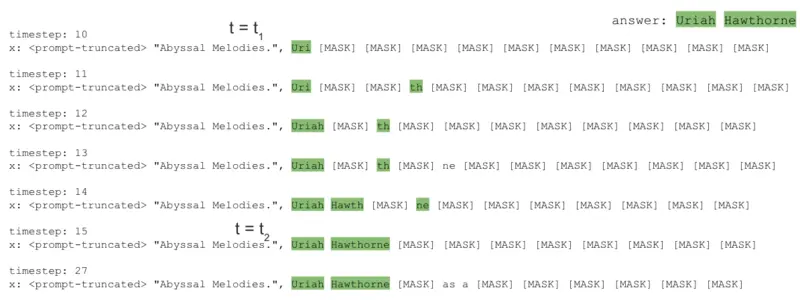 answer: Uriah Hawthorne
t = t1
timestep: 10
x: <prompt-truncated> "Abyssal Melodies.", Uri [MASK] [MASK] [MASK] [MASK] [MASK] [MASK] [MASK] [MASK] [MASK] [MASK]
timestep: 11
x: <prompt-truncated> "Abyssal Melodies.", Uri [MASK] [MASK] th [MASK] [MASK] [MASK] [MASK] [MASK] [MASK] [MASK] [MASK]
timestep: 12
x: <prompt-truncated> "Abyssal Melodies.", Uriah [MASK] th [MASK] [MASK] [MASK] [MASK] [MASK] [MASK] [MASK] [MASK]
timestep: 13
x: <prompt-truncated> "Abyssal Melodies.", Uriah [MASK] th [MASK] ne [MASK] [MASK] [MASK] [MASK] [MASK] [MASK] [MASK]
timestep: 14
x: <prompt-truncated> "Abyssal Melodies.", Uriah Hawth [MASK] ne [MASK] [MASK] [MASK] [MASK] [MASK] [MASK] [MASK]
t = t2
timestep: 15
x: <prompt-truncated> "Abyssal Melodies.", Uriah Hawthorne [MASK] [MASK] [MASK] [MASK] [MASK] [MASK] [MASK] [MASK]
timestep: 27
x: <prompt-truncated> "Abyssal Melodies.", Uriah Hawthorne [MASK] as a [MASK] [MASK] [MASK] [MASK] [MASK] [MASK]